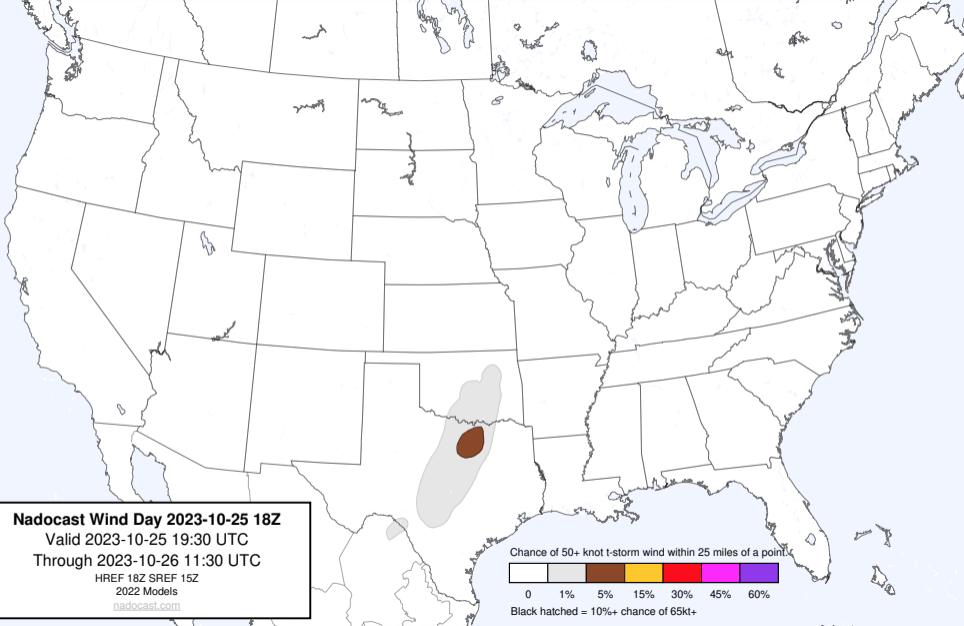 Nadocast Wind Day 2023-10-25 18Z
Valid 2023-10-25 19:30 UTC
Through 2023-10-26 11:30 UTC
HREF 18Z SREF 15Z
2022 Models
nadocast.com
Chance of 50+ knot t-storm wind within 25 miles of a point.
0 1% 5% 15% 30% 45% 60%
Black hatched = 10%+ chance of 65kt+